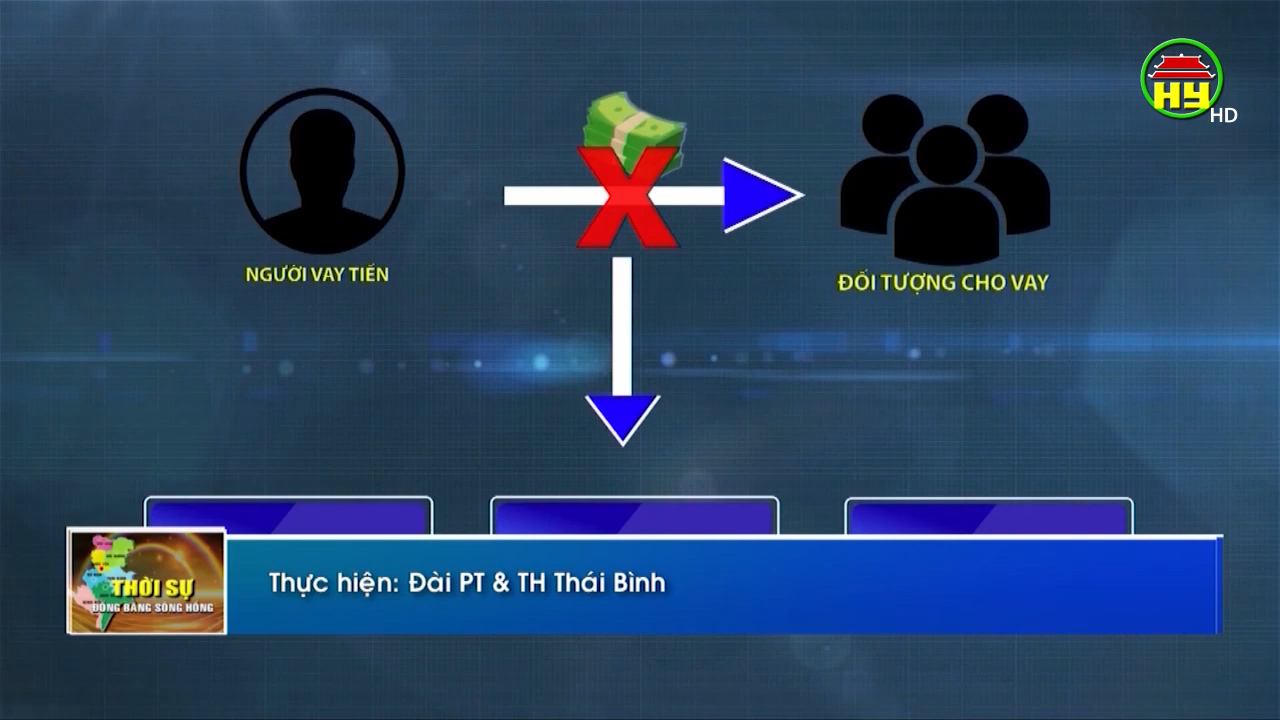 HY
HD
NGƯỜI VAY TIỀN
ĐỐI TƯỢNG CHO VAY
THỜI SỰ
ĐỒNG BẰNG SÔNG HỒNG
Thực hiện: Đài PT & TH Thái Bình